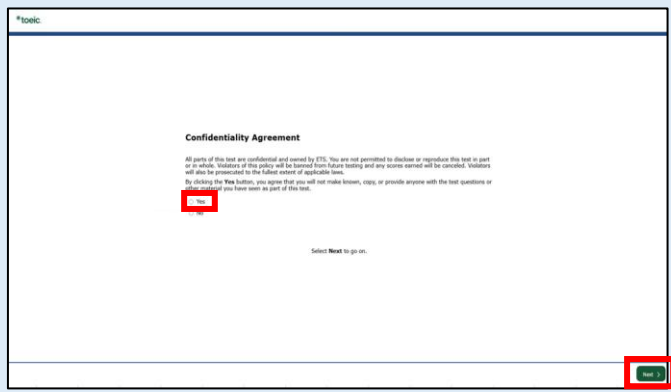 *toeic.
Confidentiality Agreement
All parts of this test are confidential and owned by ETS. You are not permitted to disclose or reproduce this test in part
or in whole. Violators of this policy will be banned from future testing and any scores earned will be canceled. Violators
will also be prosecuted to the fullest extent of applicable laws.
By clicking the Yes button, you agree that you will not make known, copy, or provide anyone with the test questions or
other material you have seen as part of this test.
Yes
No
Select Next to go on.
Next >